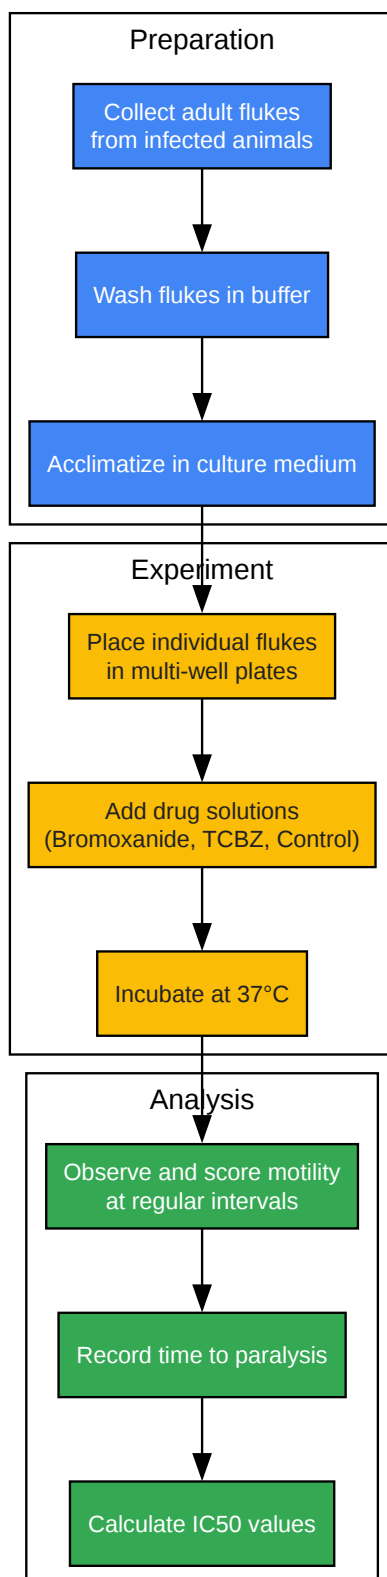 Preparation
Collect adult flukes
from infected animals
Wash flukes in buffer
Acclimatize in culture medium
Experiment
Place individual flukes
in multi-well plates
Add drug solutions
(Bromoxanide, TCBZ, Control)
Incubate at 37°C
Analysis
Observe and score motility
at regular intervals
Record time to paralysis
Calculate IC50 values